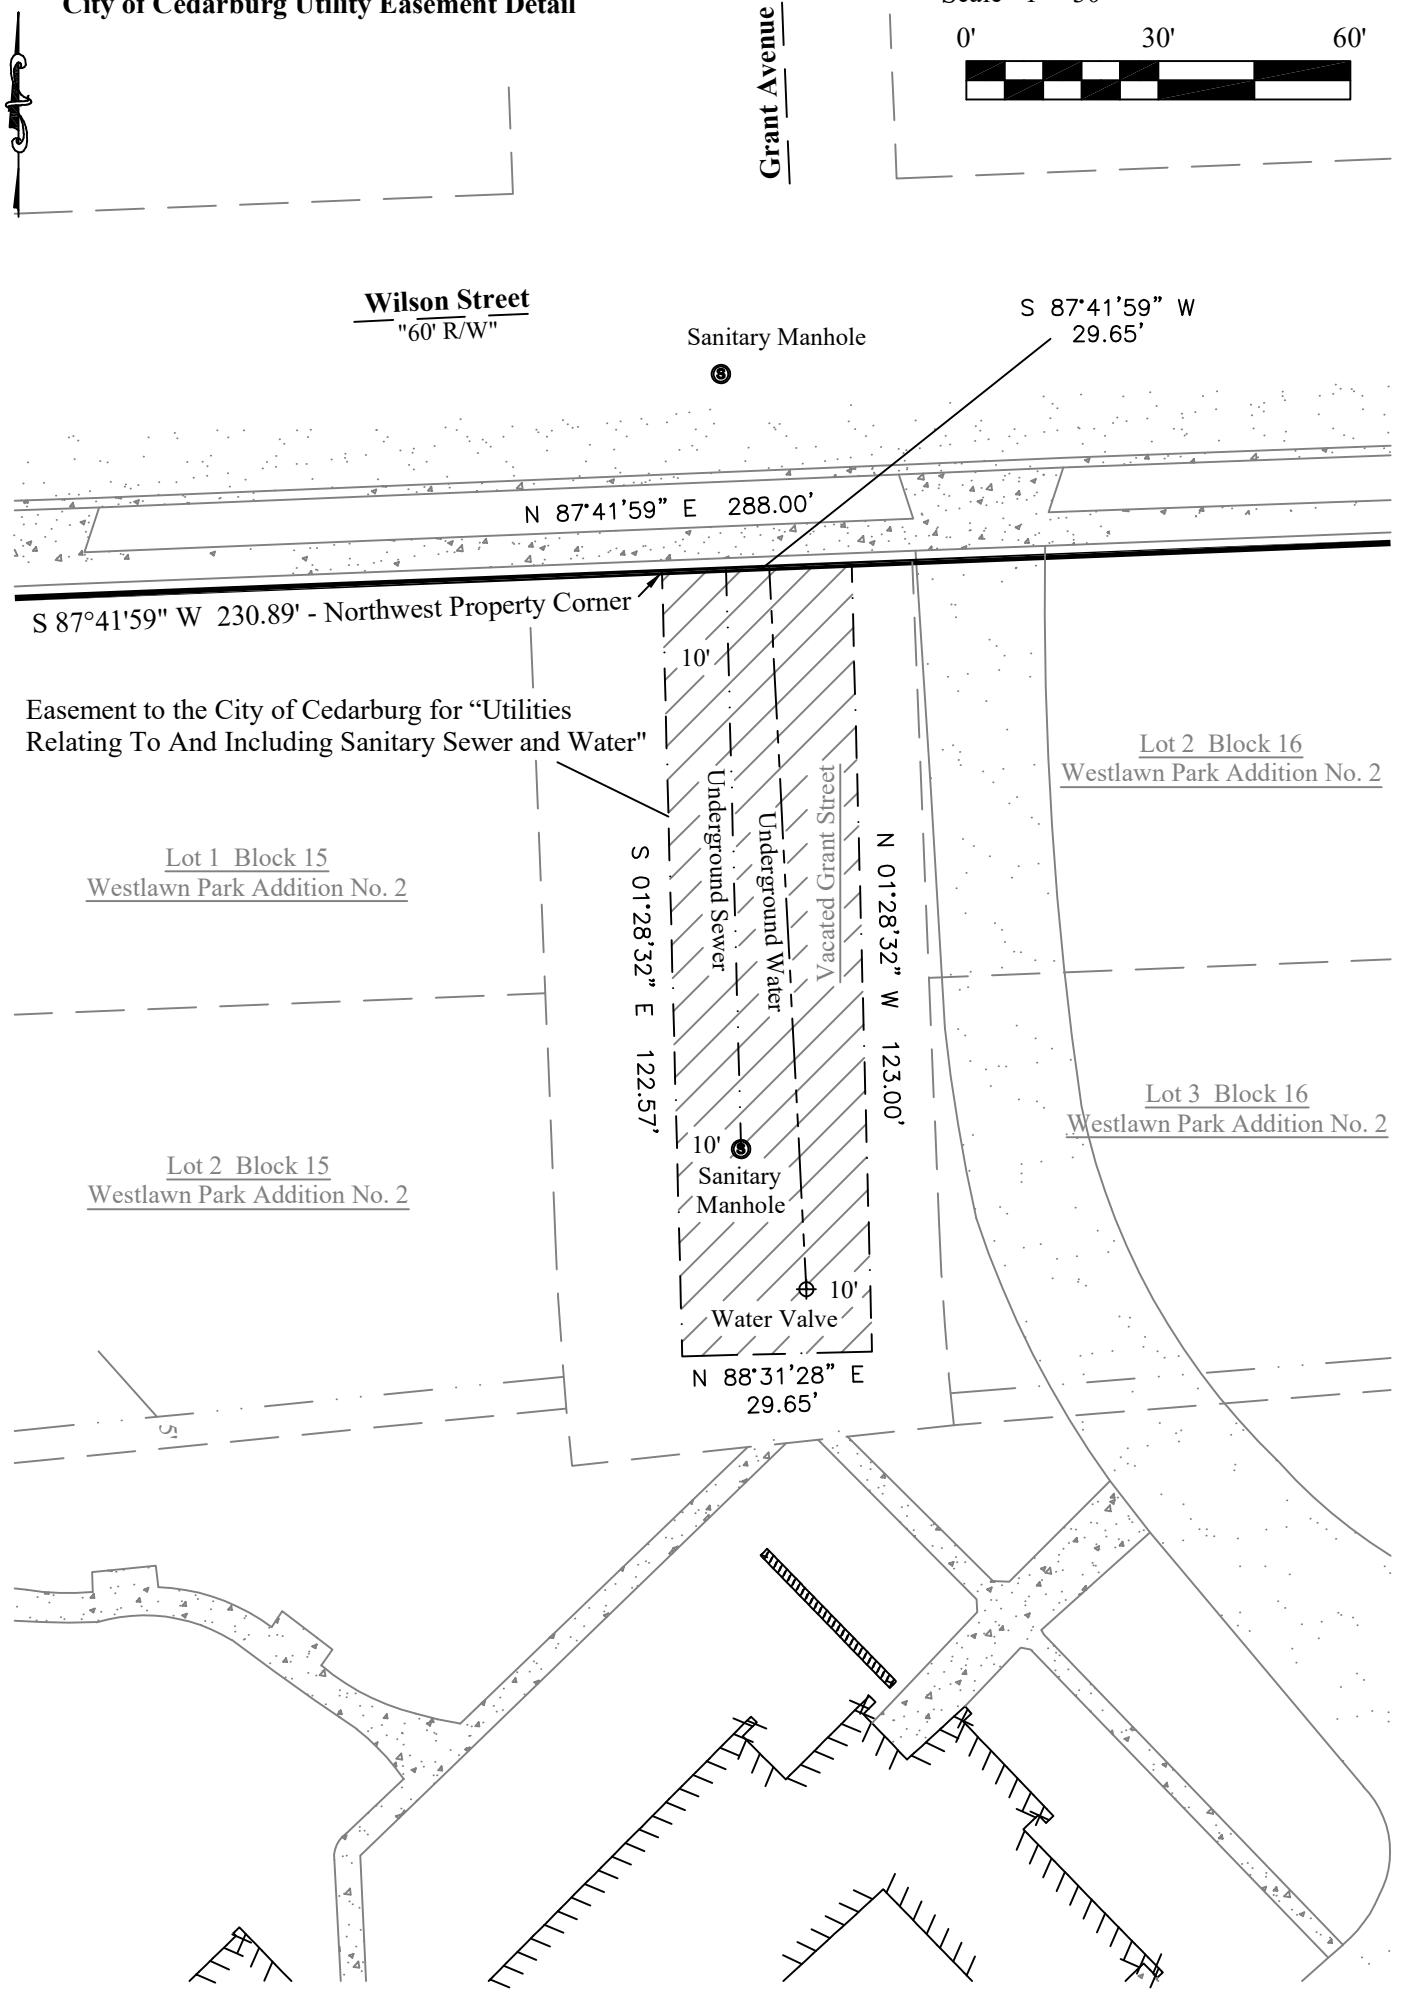 City of Cedarburg Utility Easement Detail
Grant Avenue
0' 30' 60'
Wilson Street
"60' R/W"
Sanitary Manhole
S
S 87°41'59" W
29.65'
N 87°41'59" E 288.00'
S 87°41'59" W 230.89' - Northwest Property Corner
10'
Easement to the City of Cedarburg for “Utilities
Relating To And Including Sanitary Sewer and Water"
Lot 2 Block 16
Westlawn Park Addition No. 2
Underground Sewer
Underground Water
Vacated Grant Street
Lot 1 Block 15
Westlawn Park Addition No. 2
S 01°28'32" E 122.57'
N 01°28'32" W 123.00'
Lot 3 Block 16
Westlawn Park Addition No. 2
10'
S
Sanitary
Manhole
Lot 2 Block 15
Westlawn Park Addition No. 2
10'
Water Valve
N 88°31'28" E
29.65'
5'